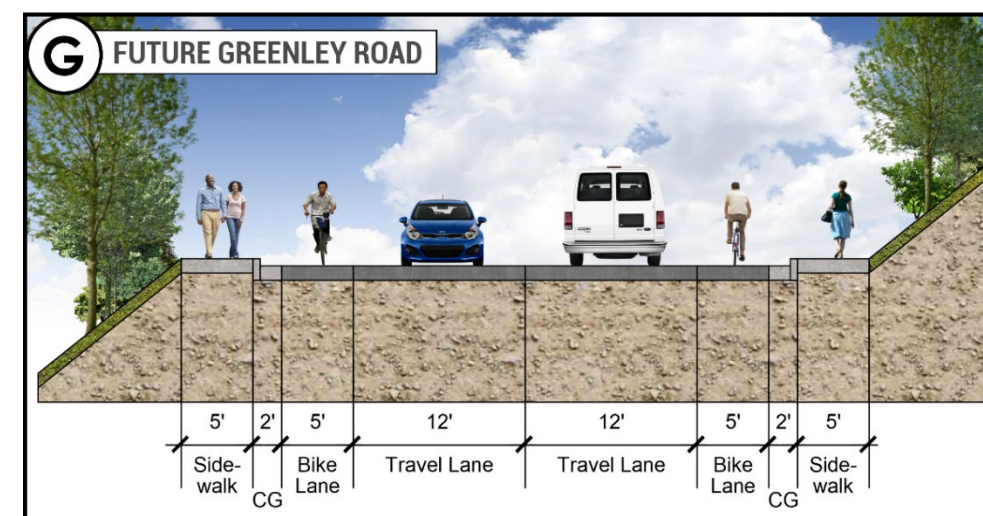 G FUTURE GREENLEY ROAD
5' 2' 5' 12' 12' 5' 2' 5'
Side-
walk
CG
Bike
Lane
Travel Lane
Travel Lane
Bike
Lane
CG
Side-
walk